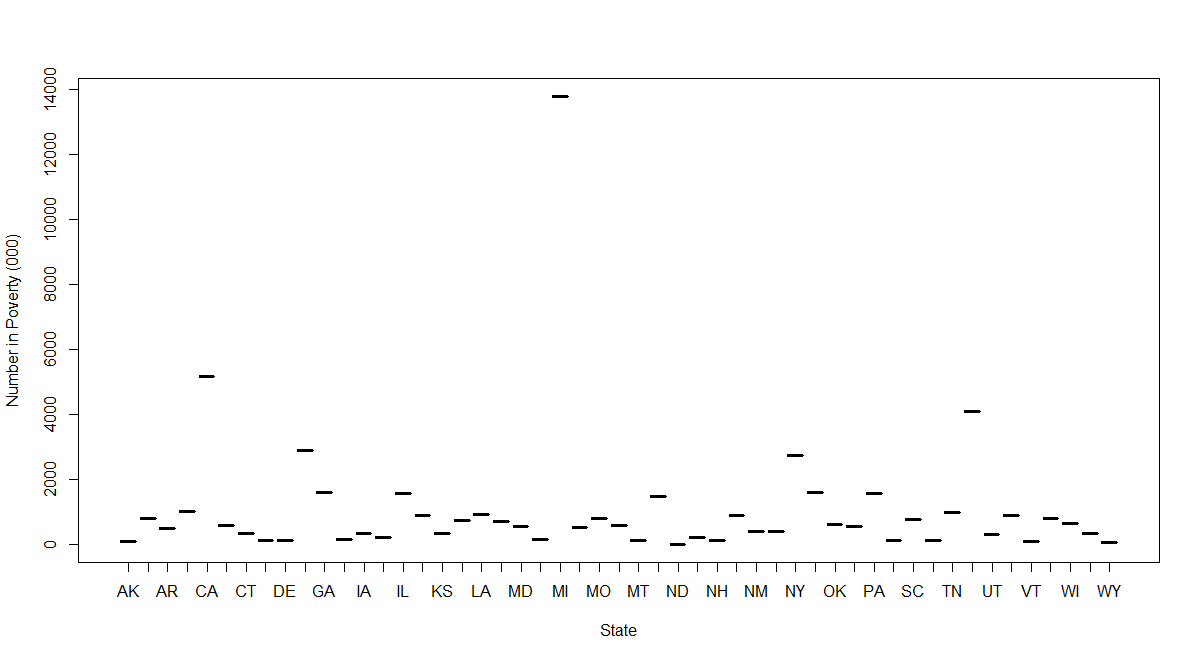 14000
12000
10000
8000
6000
4000
2000
0
Number in Poverty (000)
AK AR CA CT DE GA IA IL KS LA MD MI MO MT ND NH NM NY OK PA SC TN UT VT WI WY
State